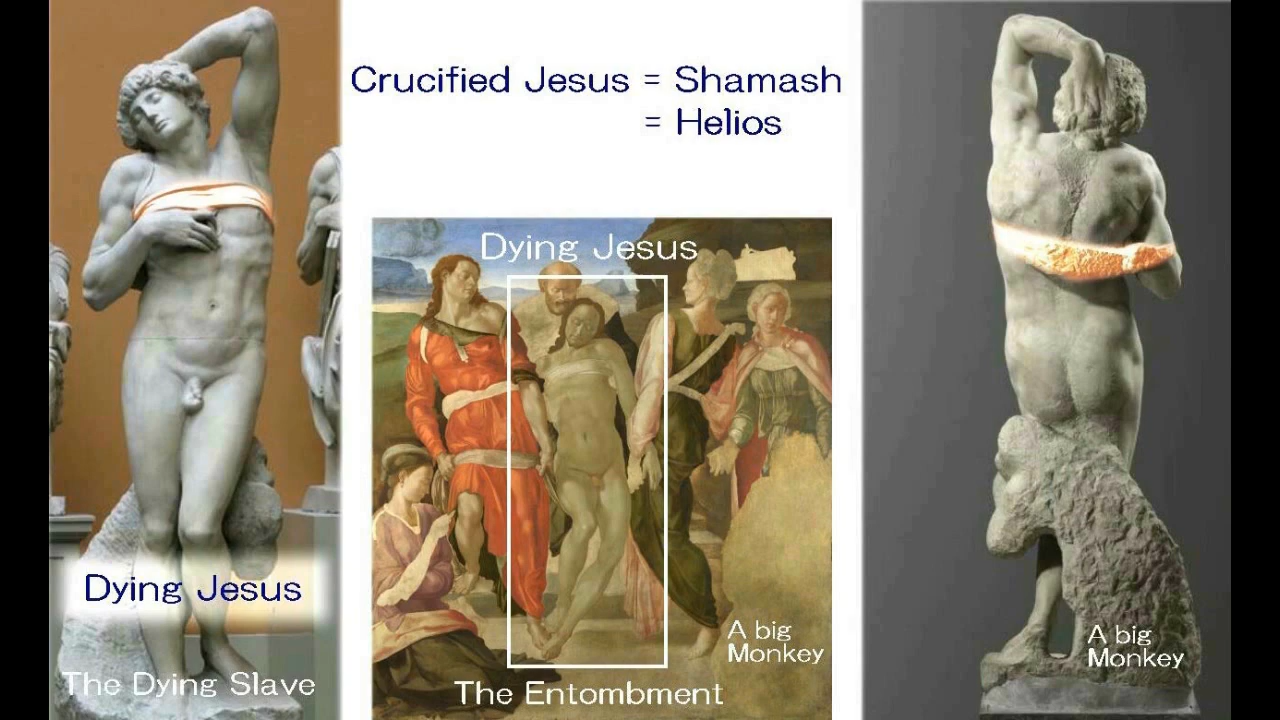 Crucified Jesus = Shamash
= Helios
Dying Jesus
Dying Jesus
The Dying Slave
A big
Monkey
The Entombment
A big
Monkey